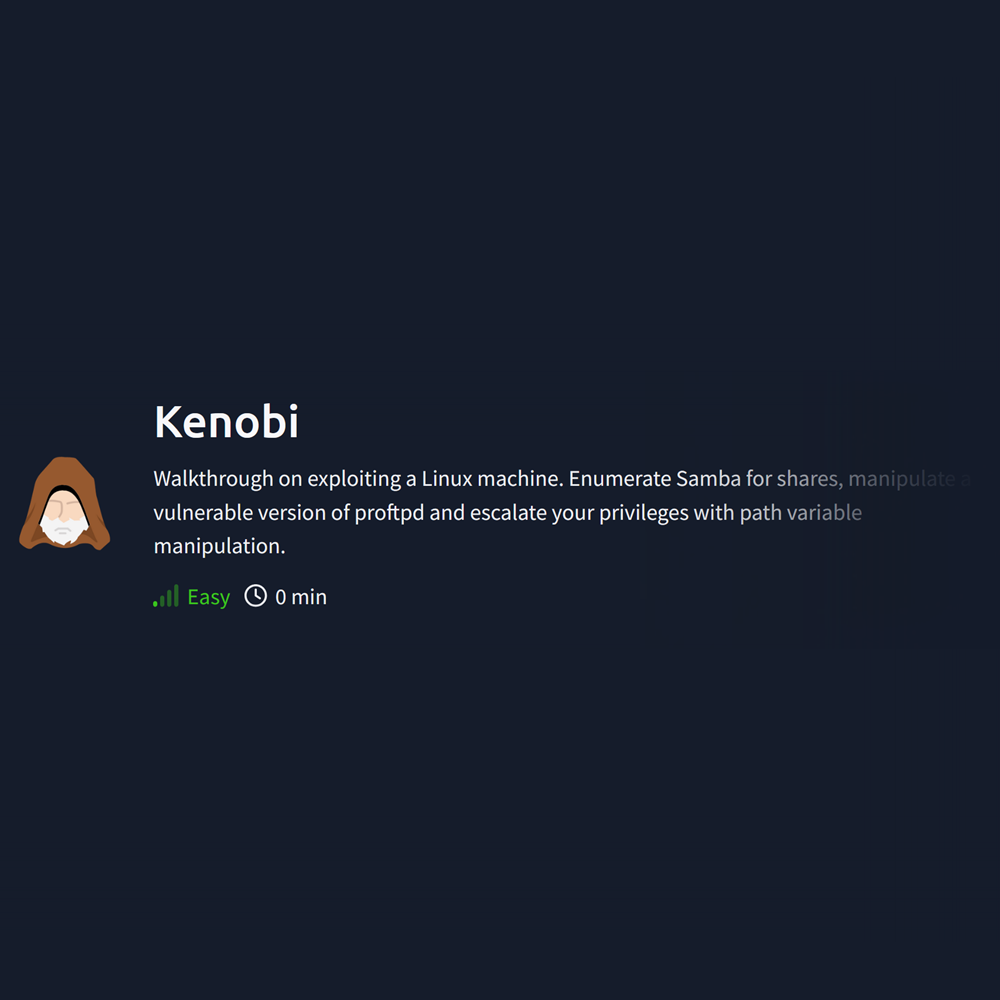 Kenobi
Walkthrough on exploiting a Linux machine. Enumerate Samba for shares, manipulate a
vulnerable version of proftpd and escalate your privileges with path variable
manipulation.
Easy 0 min